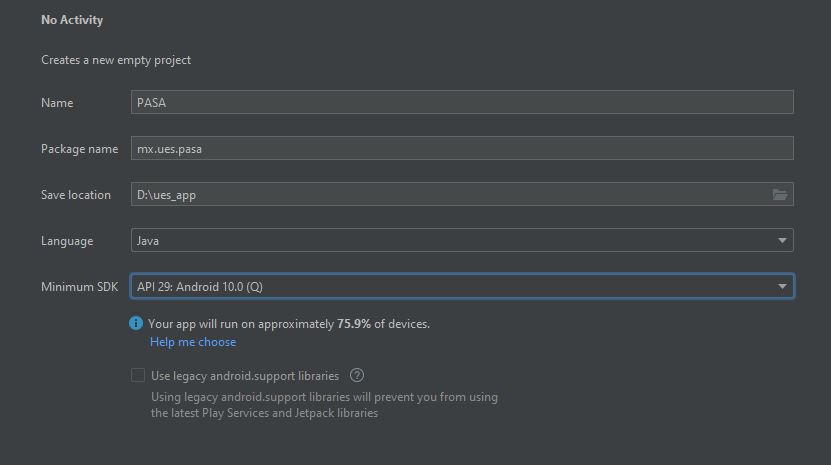 No Activity
Creates a new empty project
Name PASA
Package name mx.ues.pasa
Save location D:\ues_app
Language Java
Minimum SDK API 29: Android 10.0 (Q)
Your app will run on approximately 75.9% of devices.
Help me choose
Use legacy android.support libraries ?
Using legacy android.support libraries will prevent you from using
the latest Play Services and Jetpack libraries